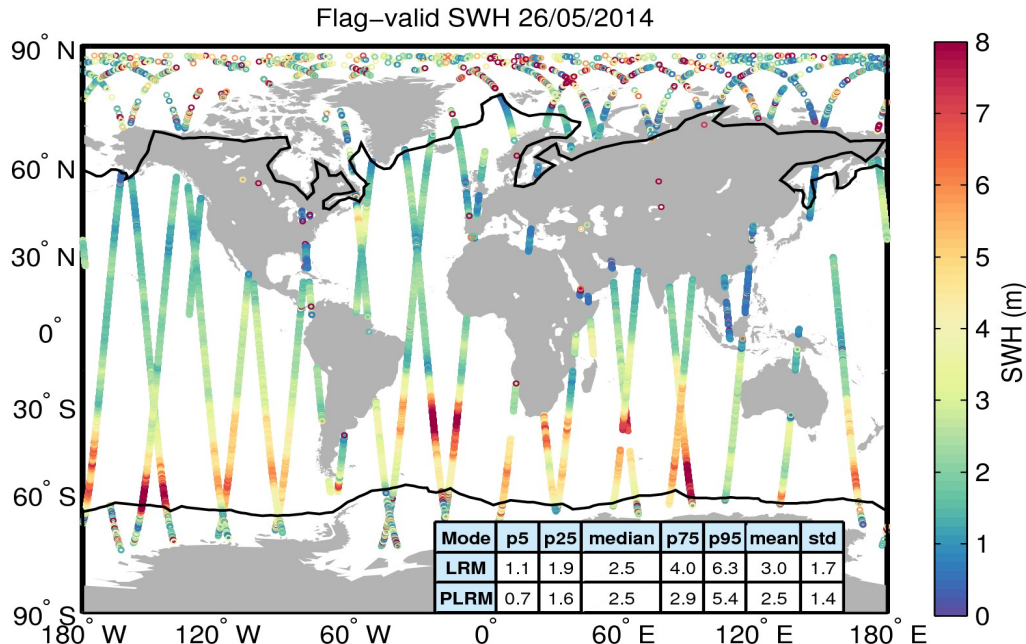 Flag−valid SWH 26/05/2014
90° N
60° N
30° N
0°
30° S
60° S
90° S
180° W
120° W
60° W
0°
60° E
120° E
180° E
Mode p5 p25 median p75 p95 mean std
LRM 1.1 1.9 2.5 4.0 6.3 3.0 1.7
PLRM 0.7 1.6 2.5 2.9 5.4 2.5 1.4
8
7
6
5
4
3
2
1
0
SWH (m)